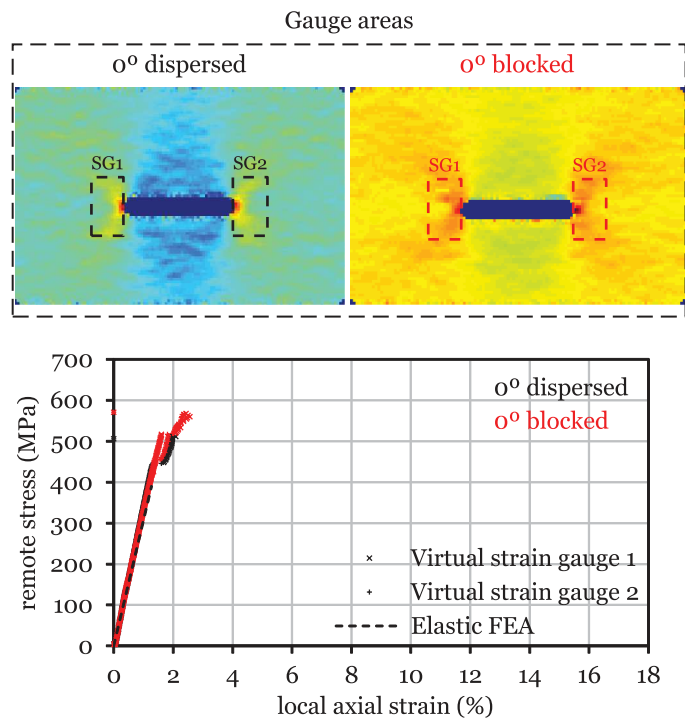 Gauge areas
0º dispersed
0º blocked
SG1
SG2
SG1
SG2
700
600
500
400
300
200
100
0
remote stress (MPa)
0º dispersed
0º blocked
Virtual strain gauge 1
Virtual strain gauge 2
Elastic FEA
0 2 4 6 8 10 12 14 16 18
local axial strain (%)